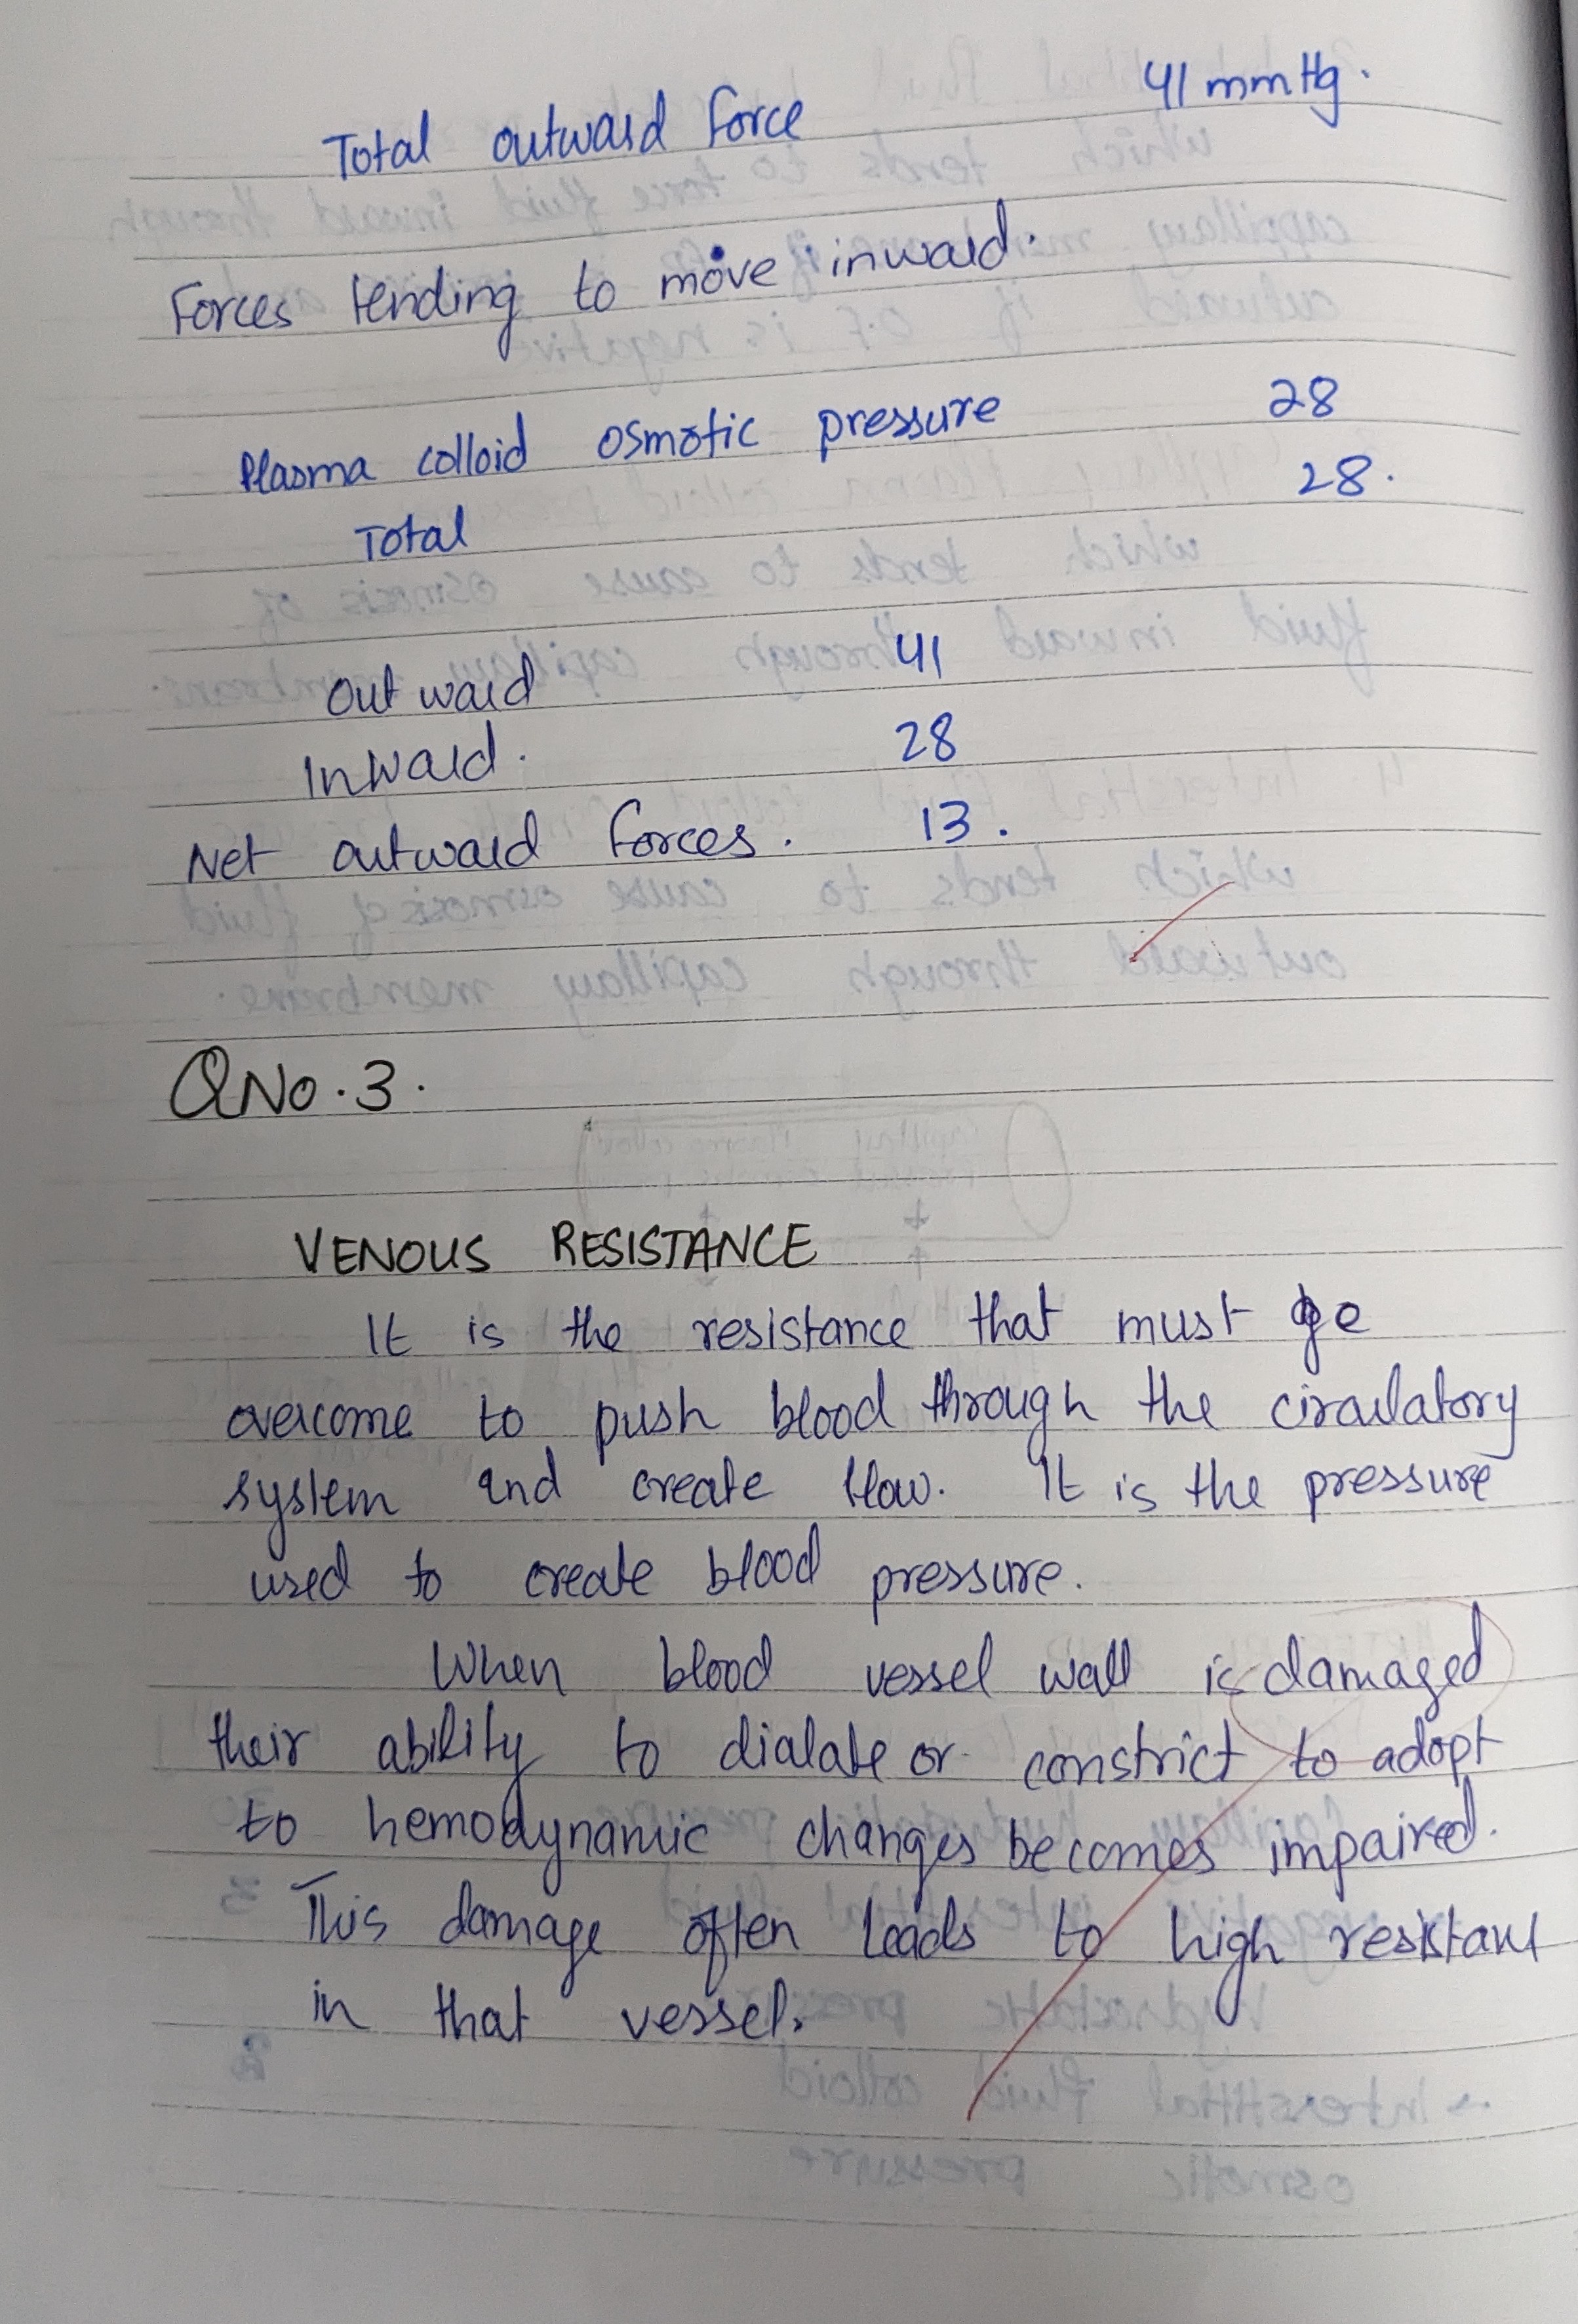 Total outward force 41 mmHg.
Forces tending to move inward.
Plasma colloid osmotic pressure 28
Total 28.
outward 41
Inward. 28
Net outward forces. 13.
QNo.3.
VENOUS RESISTANCE
It is the resistance that must be
overcome to push blood through the circulatory
system and create flow. It is the pressure
used to create blood pressure.
When blood vessel wall is damaged
their ability to dialate or constrict to adopt
to hemodynamic changes becomes impaired.
This damage often leads to high resistant
in that vessel.